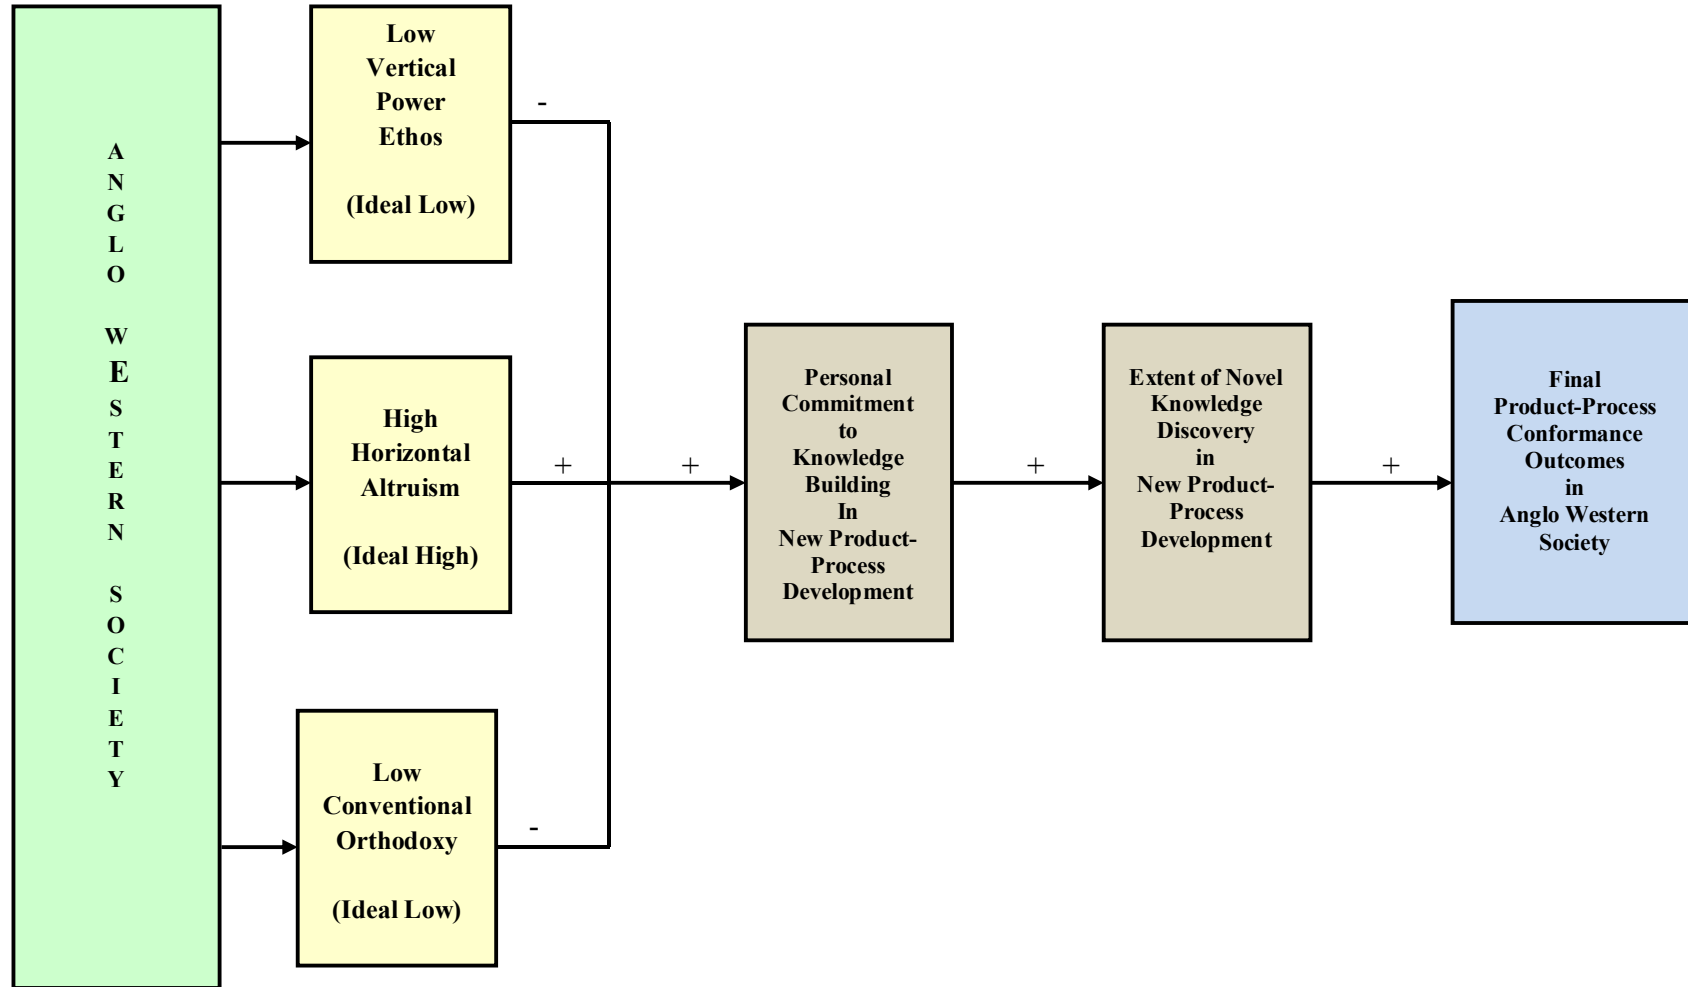 A
N
G
L
O
W
E
S
T
E
R
N
S
O
C
I
E
T
Y
Low
Vertical
Power
Ethos
(Ideal Low)
-
High
Horizontal
Altruism
(Ideal High)
+
Low
Conventional
Orthodoxy
(Ideal Low)
-
+
Personal
Commitment
to
Knowledge
Building
In
New Product-
Process
Development
+
Extent of Novel
Knowledge
Discovery
in
New Product-
Process
Development
+
Final
Product-Process
Conformance
Outcomes
in
Anglo Western
Society